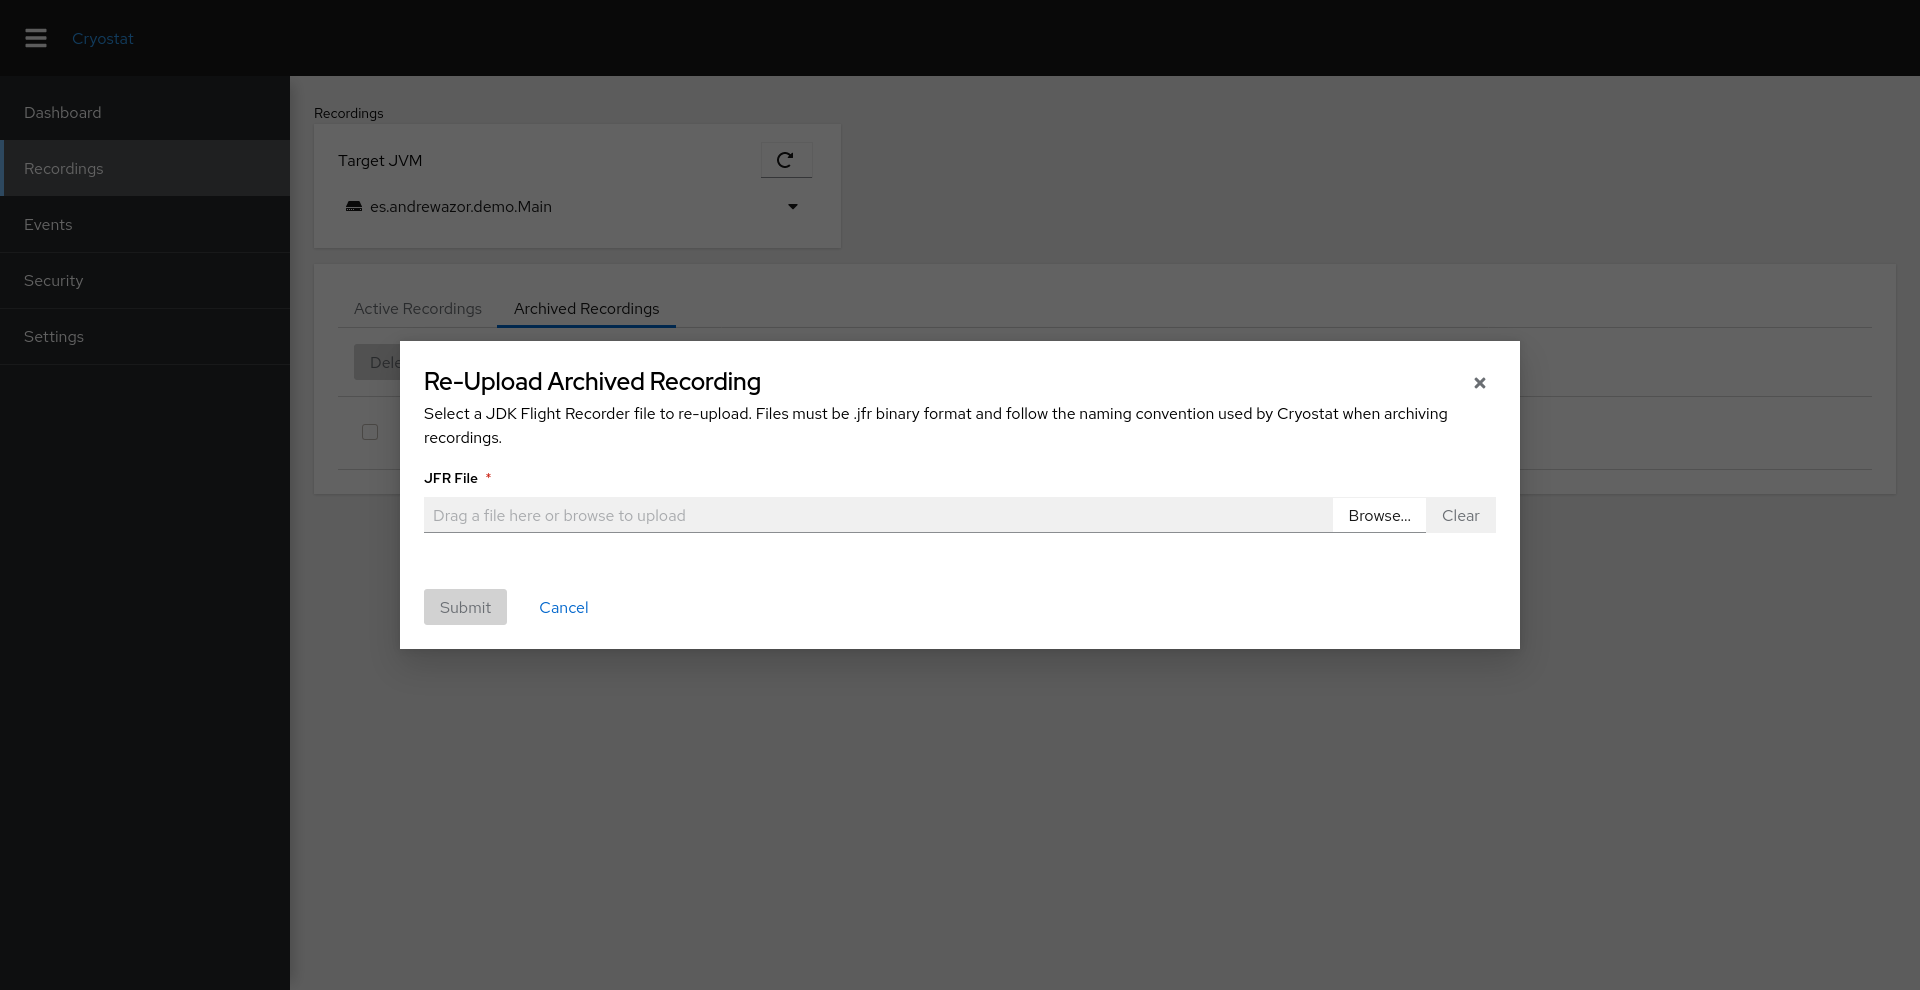 Cryostat
Dashboard
Recordings
Events
Security
Settings
Recordings
Target JVM
es.andrewazor.demo.Main
Active Recordings
Archived Recordings
Re-Upload Archived Recording
Select a JDK Flight Recorder file to re-upload. Files must be .jfr binary format and follow the naming convention used by Cryostat when archiving
recordings.
JFR File *
Drag a file here or browse to upload
Browse...
Clear
Submit
Cancel